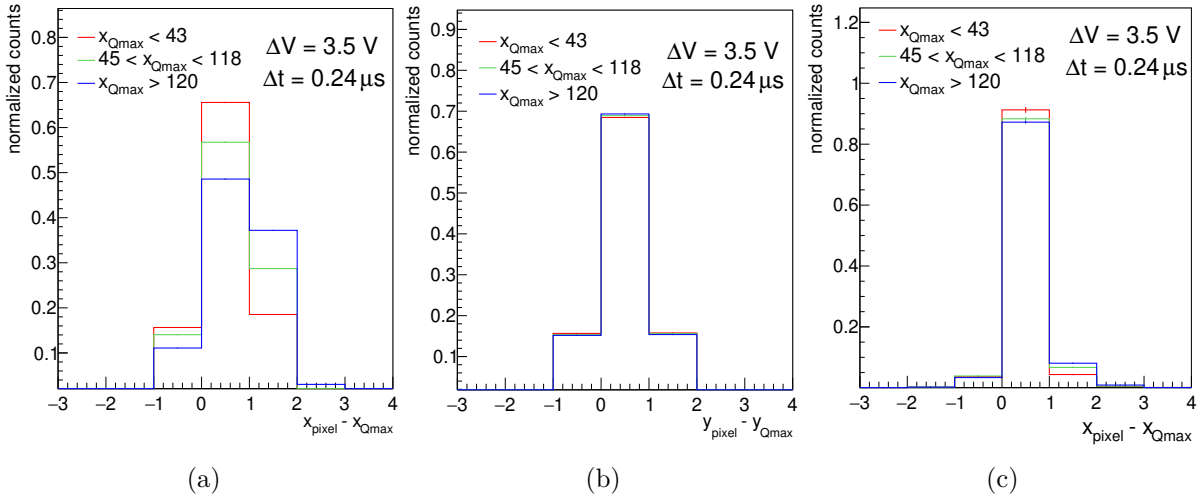 normalized counts
0.8
0.7
0.6
0.5
0.4
0.3
0.2
0.1
x_Qmax < 43
45 < x_Qmax < 118
x_Qmax > 120
ΔV = 3.5 V
Δt = 0.24 μs
−3 −2 −1 0 1 2 3 4
x_pixel - x_Qmax
(a)
normalized counts
0.9
0.8
0.7
0.6
0.5
0.4
0.3
0.2
0.1
x_Qmax < 43
45 < x_Qmax < 118
x_Qmax > 120
ΔV = 3.5 V
Δt = 0.24 μs
−3 −2 −1 0 1 2 3 4
y_pixel - y_Qmax
(b)
normalized counts
1.2
1
0.8
0.6
0.4
0.2
x_Qmax < 43
45 < x_Qmax < 118
x_Qmax > 120
ΔV = 3.5 V
Δt = 0.24 μs
−3 −2 −1 0 1 2 3 4
x_pixel - x_Qmax
(c)